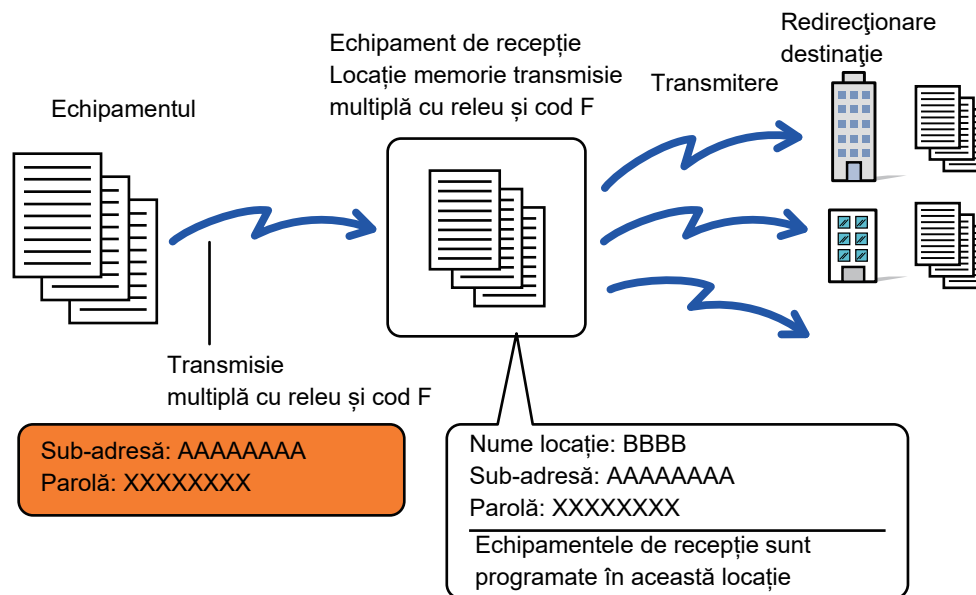 Echipamentul
Echipament de recepție
Locație memorie transmisie
multiplă cu releu și cod F
Transmitere
Redirecţionare
destinaţie
Transmisie
multiplă cu releu și cod F
Sub-adresă: AAAAAAAA
Parolă: XXXXXXXX
Nume locație: BBBB
Sub-adresă: AAAAAAAA
Parolă: XXXXXXXX
Echipamentele de recepție sunt
programate în această locație